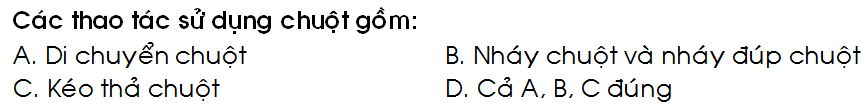 Các thao tác sử dụng chuột gồm:
A. Di chuyển chuột B. Nháy chuột và nháy đúp chuột
C. Kéo thả chuột D. Cả A, B, C đúng